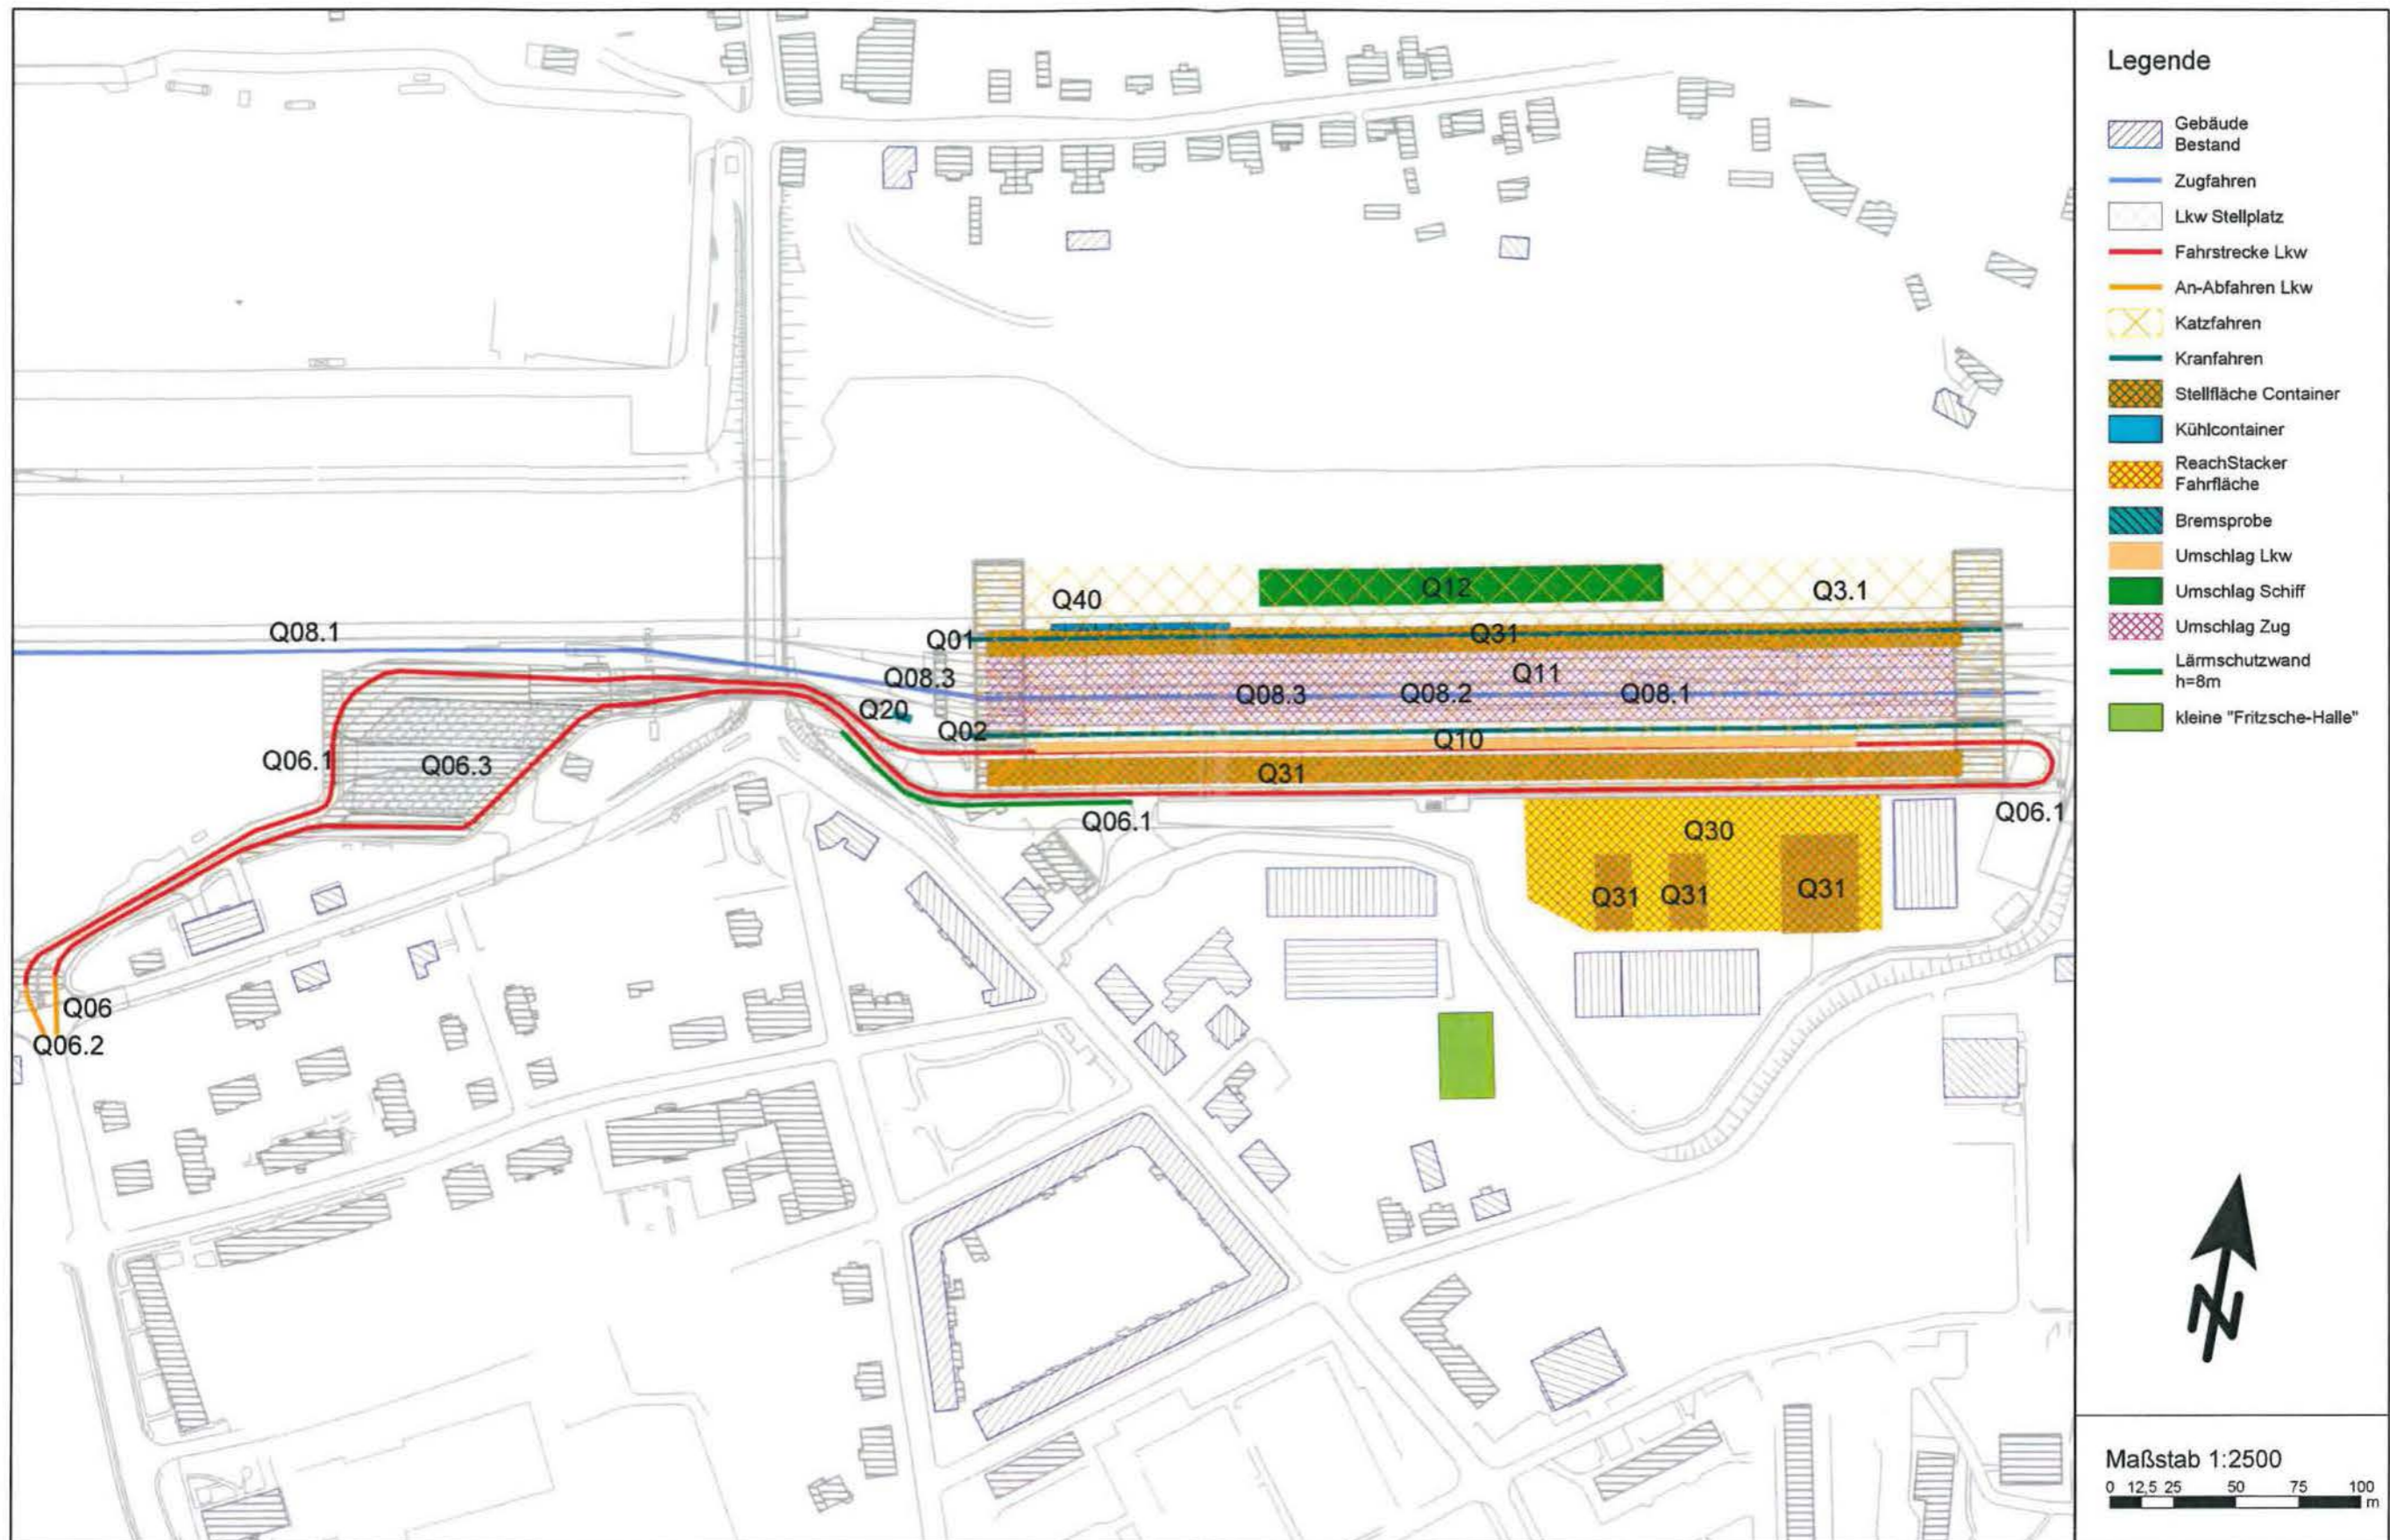 Legende
Gebäude
Bestand
Zugfahren
Lkw Stellplatz
Fahrstrecke Lkw
An-Abfahren Lkw
Katzfahren
Kranfahren
Stellfläche Container
Kühlcontainer
ReachStacker
Fahrfläche
Bremsprobe
Umschlag Lkw
Umschlag Schiff
Umschlag Zug
Lärmschutzwand
h=8m
kleine "Fritzsche-Halle"
N
Maßstab 1:2500
0 12,5 25 50 75 100
m
Q12
Q3.1
Q40
Q08.1
Q01
Q31
Q08.3
Q11
Q08.3
Q08.2
Q08.1
Q20
Q02
Q10
Q06.1
Q06.3
Q31
Q06.1
Q06.1
Q30
Q31
Q31
Q31
Q06
Q06.2